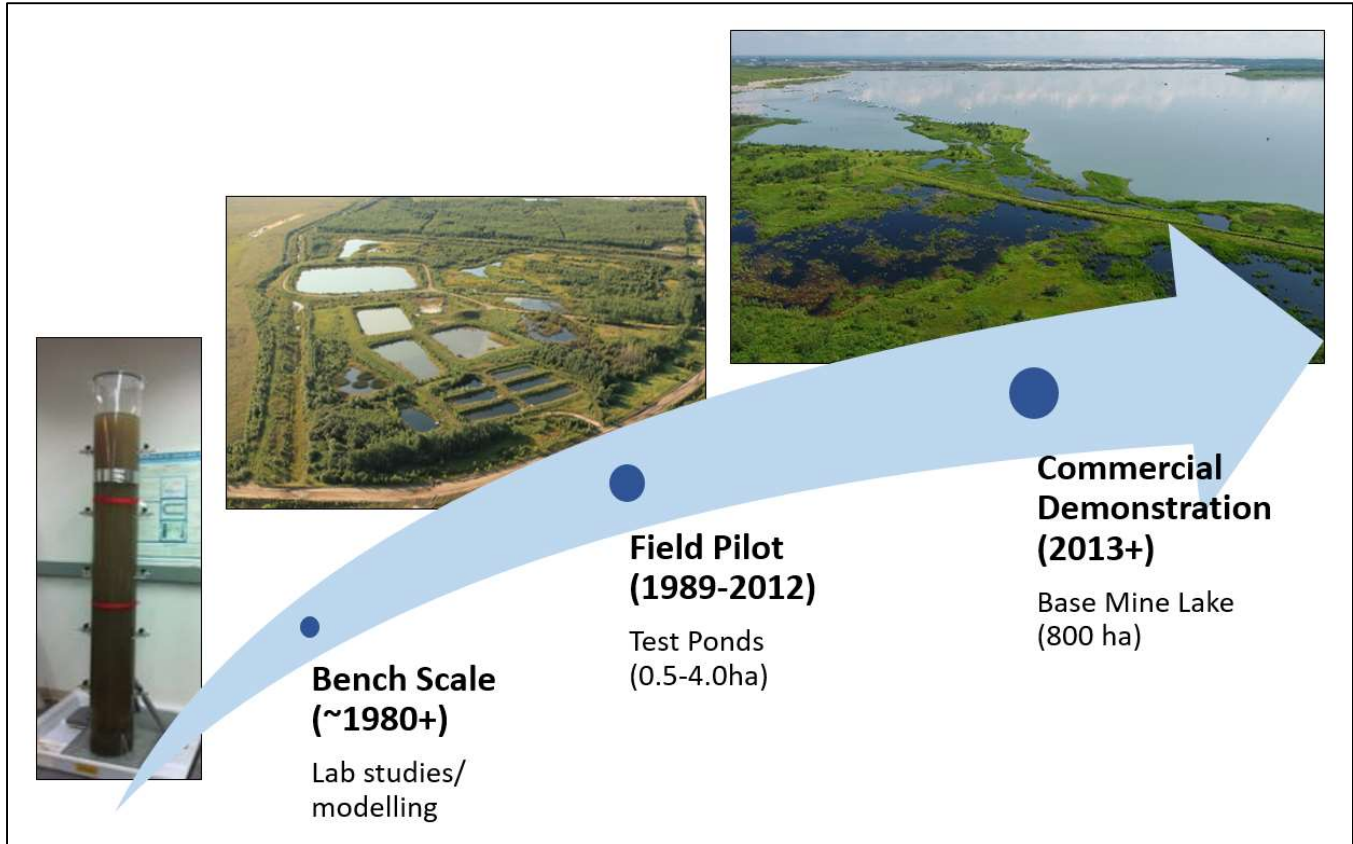 Bench Scale
(~1980+)
Lab studies/
modelling
Field Pilot
(1989-2012)
Test Ponds
(0.5-4.0ha)
Commercial
Demonstration
(2013+)
Base Mine Lake
(800 ha)